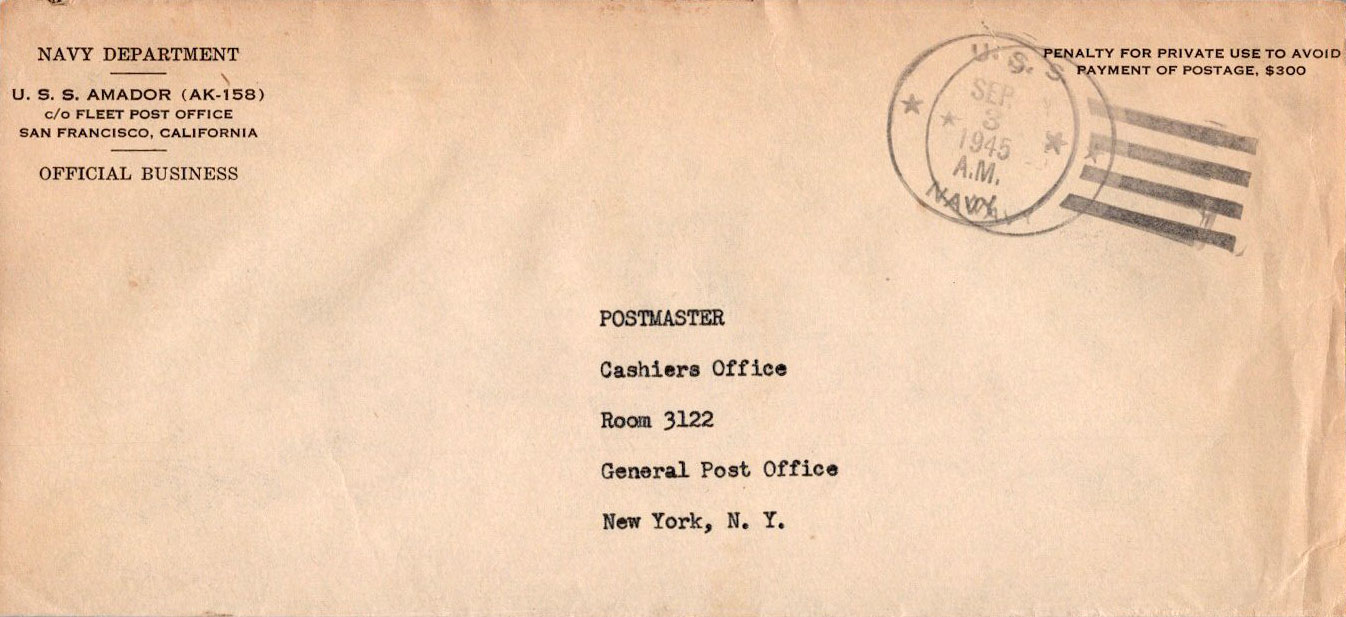 NAVY DEPARTMENT
U. S. S. AMADOR (AK-158)
c/o FLEET POST OFFICE
SAN FRANCISCO, CALIFORNIA
OFFICIAL BUSINESS
PENALTY FOR PRIVATE USE TO AVOID
PAYMENT OF POSTAGE, $300
U. S. S.
SEP
3
1945
A.M.
NAVY
POSTMASTER
Cashiers Office
Room 3122
General Post Office
New York, N. Y.